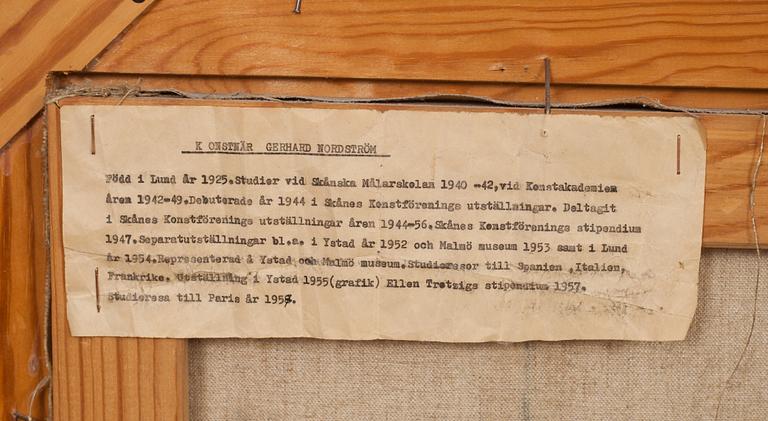 K ONSTNÄR GERHARD NORDSTRÖM
Född i Lund år 1925.Studier vid Skånska Målarskolan 1940 -42,vid Konstakademien
åren 1942-49.Debuterade år 1944 i Skånes Konstförenings utställningar. Deltagit
i Skånes Konstförenings utställningar åren 1944-56.Skånes Konstförenings stipendium
1947.Separatutställningar bl.a. i Ystad år 1952 och Malmö museum 1953 samt i Lund
år 1954.Representerad å Ystad och Malmö museum.Studieresor till Spanien ,Italien,
Frankrike. Utställning i Ystad 1955(grafik) Ellen Trotzigs stipendium 1957.
Studieresa till Paris år 195